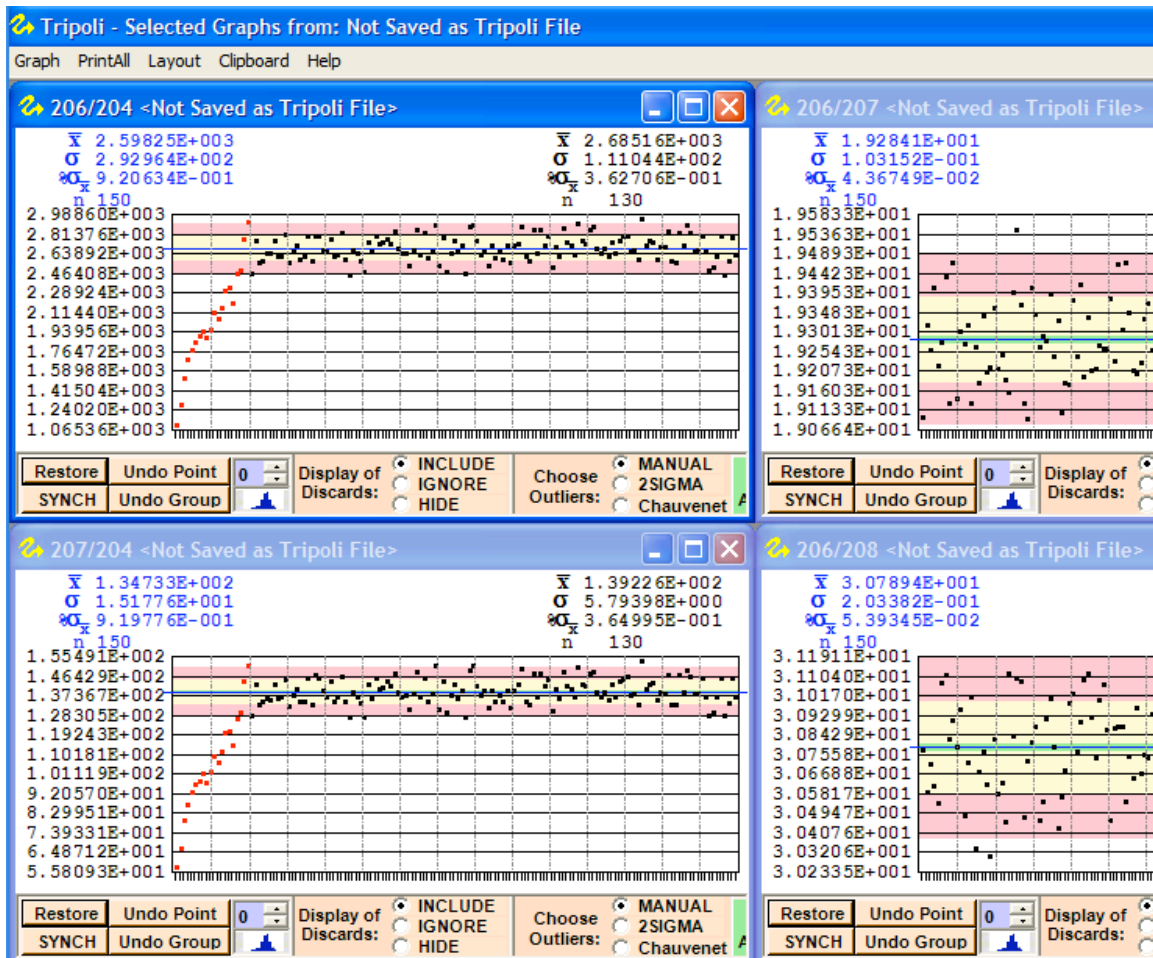 Tripoli - Selected Graphs from: Not Saved as Tripoli File
Graph PrintAll Layout Clipboard Help
206/204 <Not Saved as Tripoli File>
x̄ 2.59825E+003
σ 2.92964E+002
%σx̄ 9.20634E-001
n 150
x̄ 2.68516E+003
σ 1.11044E+002
%σx̄ 3.62706E-001
n 130
2.98860E+003
2.81376E+003
2.63892E+003
2.46408E+003
2.28924E+003
2.11440E+003
1.93956E+003
1.76472E+003
1.58988E+003
1.41504E+003
1.24020E+003
1.06536E+003
Restore Undo Point 0 Display of Discards: INCLUDE Choose Outliers: MANUAL
SYNCH Undo Group IGNORE 2SIGMA
HIDE Chauvenet A
206/207 <Not Saved as Tripoli File>
x̄ 1.92841E+001
σ 1.03152E-001
%σx̄ 4.36749E-002
n 150
1.95833E+001
1.95363E+001
1.94893E+001
1.94423E+001
1.93953E+001
1.93483E+001
1.93013E+001
1.92543E+001
1.92073E+001
1.91603E+001
1.91133E+001
1.90664E+001
Restore Undo Point 0 Display of Discards:
SYNCH Undo Group
207/204 <Not Saved as Tripoli File>
x̄ 1.34733E+002
σ 1.51776E+001
%σx̄ 9.19776E-001
n 150
x̄ 1.39226E+002
σ 5.79398E+000
%σx̄ 3.64995E-001
n 130
1.55491E+002
1.46429E+002
1.37367E+002
1.28305E+002
1.19243E+002
1.10181E+002
1.01119E+002
9.20570E+001
8.29951E+001
7.39331E+001
6.48712E+001
5.58093E+001
Restore Undo Point 0 Display of Discards: INCLUDE Choose Outliers: MANUAL
SYNCH Undo Group IGNORE 2SIGMA
HIDE Chauvenet A
206/208 <Not Saved as Tripoli File>
x̄ 3.07894E+001
σ 2.03382E-001
%σx̄ 5.39345E-002
n 150
3.11911E+001
3.11040E+001
3.10170E+001
3.09299E+001
3.08429E+001
3.07558E+001
3.06688E+001
3.05817E+001
3.04947E+001
3.04076E+001
3.03206E+001
3.02335E+001
Restore Undo Point 0 Display of Discards:
SYNCH Undo Group